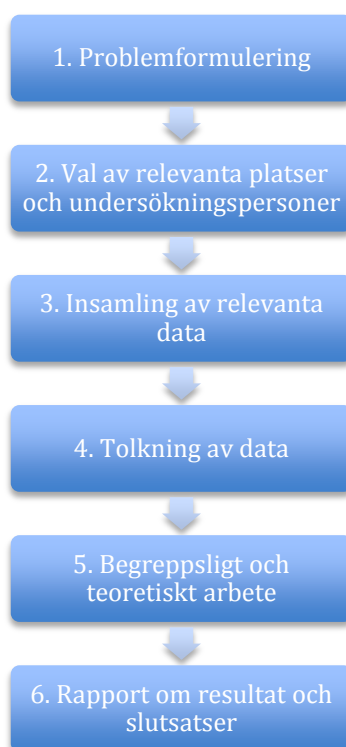 1. Problemformulering
2. Val av relevanta platser
och undersökningspersoner
3. Insamling av relevanta
data
4. Tolkning av data
5. Begreppsligt och
teoretiskt arbete
6. Rapport om resultat och
slutsatser